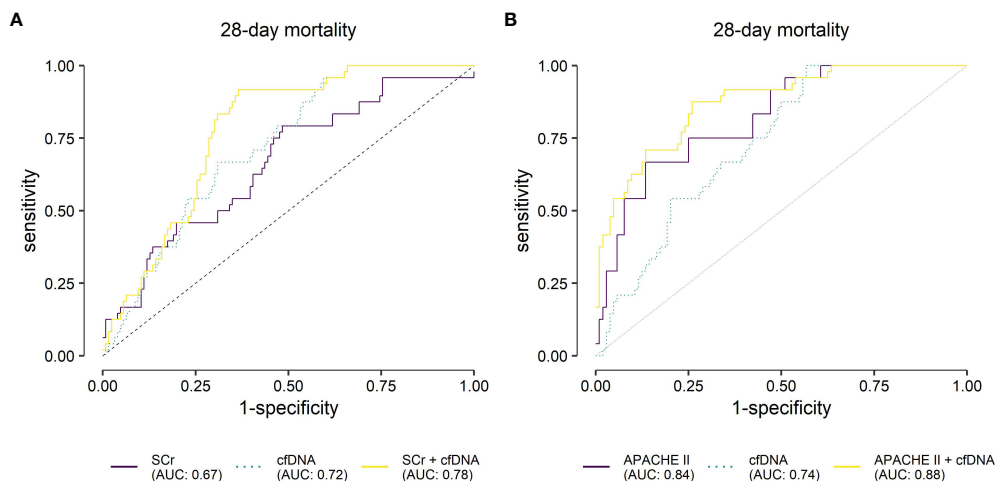 A
28-day mortality
1.00
0.75
0.50
0.25
0.00
sensitivity
0.00 0.25 0.50 0.75 1.00
1-specificity
SCr
(AUC: 0.67)
cfDNA
(AUC: 0.72)
SCr + cfDNA
(AUC: 0.78)
B
28-day mortality
1.00
0.75
0.50
0.25
0.00
sensitivity
0.00 0.25 0.50 0.75 1.00
1-specificity
APACHE II
(AUC: 0.84)
cfDNA
(AUC: 0.74)
APACHE II + cfDNA
(AUC: 0.88)